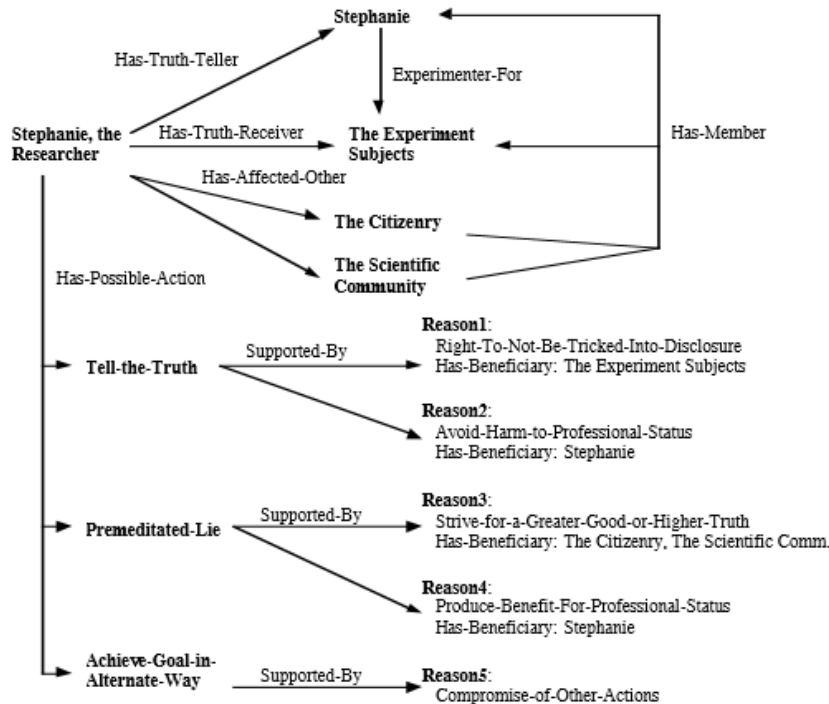 Stephanie
Has-Truth-Teller
Experimenter-For
Stephanie, the
Researcher
Has-Truth-Receiver
The Experiment
Subjects
Has-Member
Has-Affected-Other
The Citizenry
The Scientific
Community
Has-Possible-Action
Tell-the-Truth
Supported-By
Reason1:
Right-To-Not-Be-Tricked-Into-Disclosure
Has-Beneficiary: The Experiment Subjects
Reason2:
Avoid-Harm-to-Professional-Status
Has-Beneficiary: Stephanie
Premeditated-Lie
Supported-By
Reason3:
Strive-for-a-Greater-Good-or-Higher-Truth
Has-Beneficiary: The Citizenry, The Scientific Comm.
Reason4:
Produce-Benefit-For-Professional-Status
Has-Beneficiary: Stephanie
Achieve-Goal-in-
Alternate-Way
Supported-By
Reason5:
Compromise-of-Other-Actions